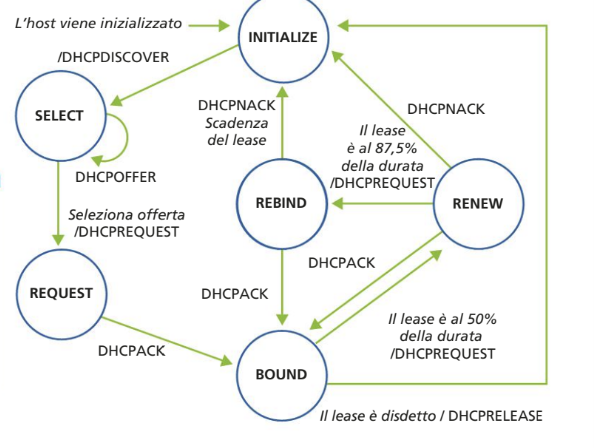 L'host viene inizializzato
INITIALIZE
/DHCPDISCOVER
SELECT
DHCPOFFER
Seleziona offerta
/DHCPREQUEST
REQUEST
DHCPACK
DHCPNACK
Scadenza
del lease
REBIND
DHCPACK
DHCPNACK
Il lease
è al 87,5%
della durata
/DHCPREQUEST
RENEW
DHCPACK
Il lease è al 50%
della durata
/DHCPREQUEST
BOUND
Il lease è disdetto / DHCPRELEASE